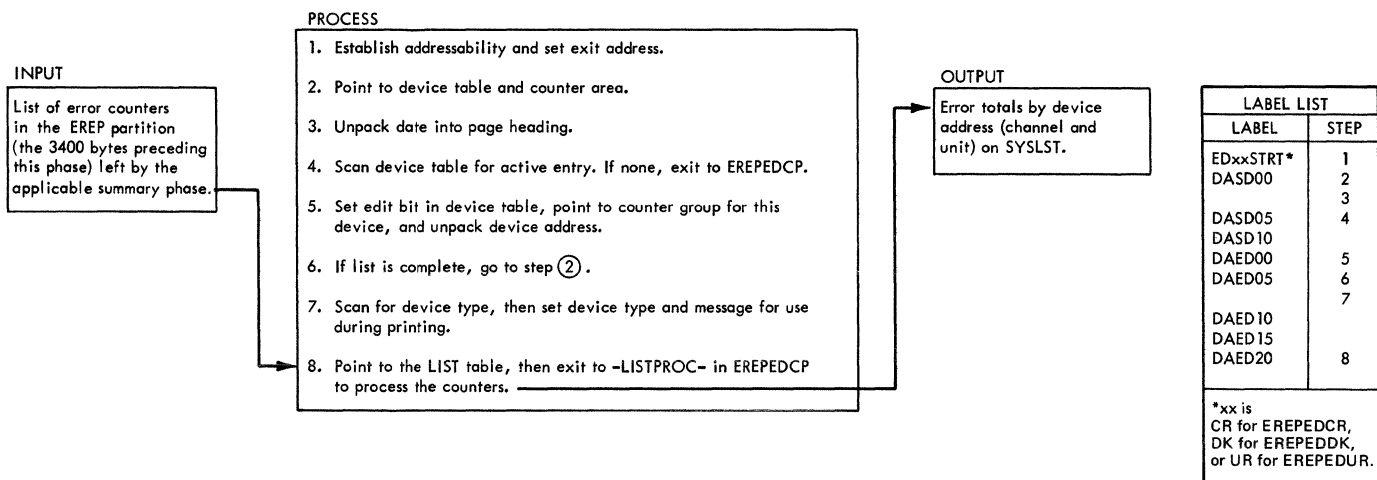 PROCESS
1. Establish addressability and set exit address.
2. Point to device table and counter area.
3. Unpack date into page heading.
4. Scan device table for active entry. If none, exit to EREPEDCP.
5. Set edit bit in device table, point to counter group for this
device, and unpack device address.
6. If list is complete, go to step ②.
7. Scan for device type, then set device type and message for use
during printing.
8. Point to the LIST table, then exit to -LISTPROC- in EREPEDCP
to process the counters.
INPUT
List of error counters
in the EREP partition
(the 3400 bytes preceding
this phase) left by the
applicable summary phase.
OUTPUT
Error totals by device
address (channel and
unit) on SYSLST.
LABEL LIST
LABEL STEP
EDxxSTRT* 1
DASD00 2
3
DASD05 4
DASD10
DAED00 5
DAED05 6
7
DAED10
DAED15
DAED20 8
*xx is
CR for EREPEDCR,
DK for EREPEDDK,
or UR for EREPEDUR.